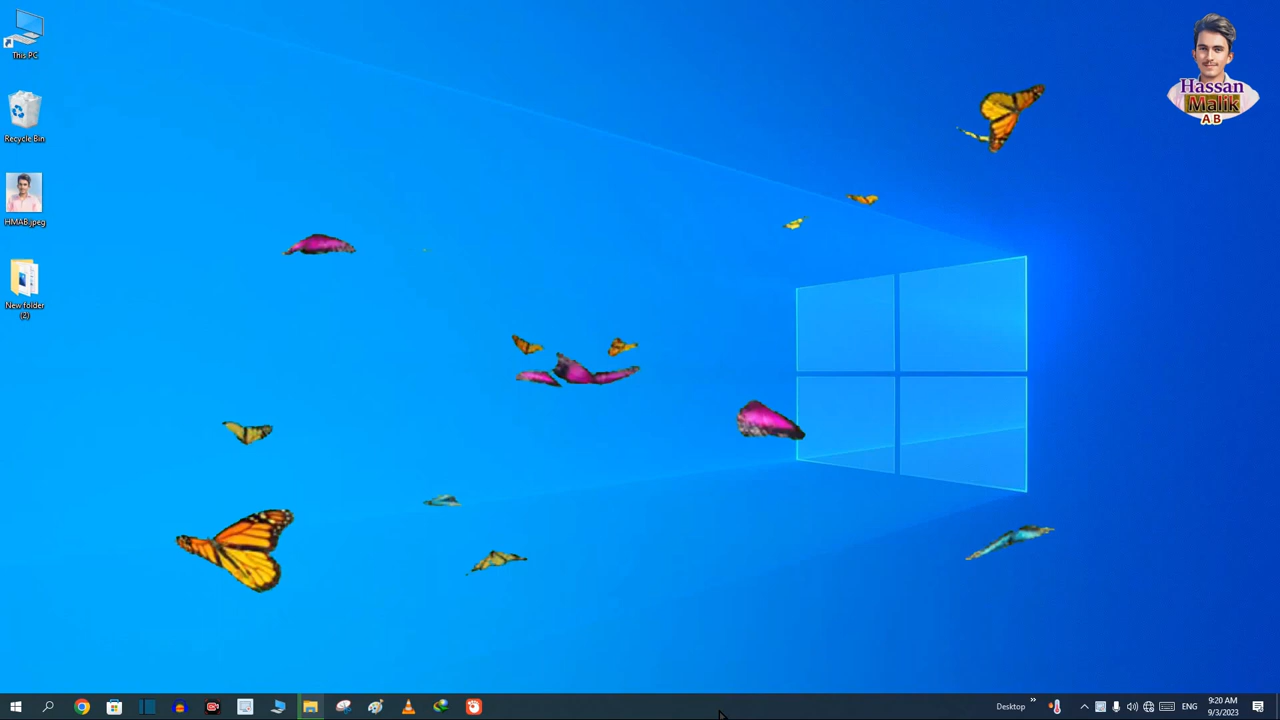 This PC
Recycle Bin
HMAB.jpeg
New folder
(2)
Hassan
Malik
A B
Desktop
ENG
9:20 AM
9/3/2023